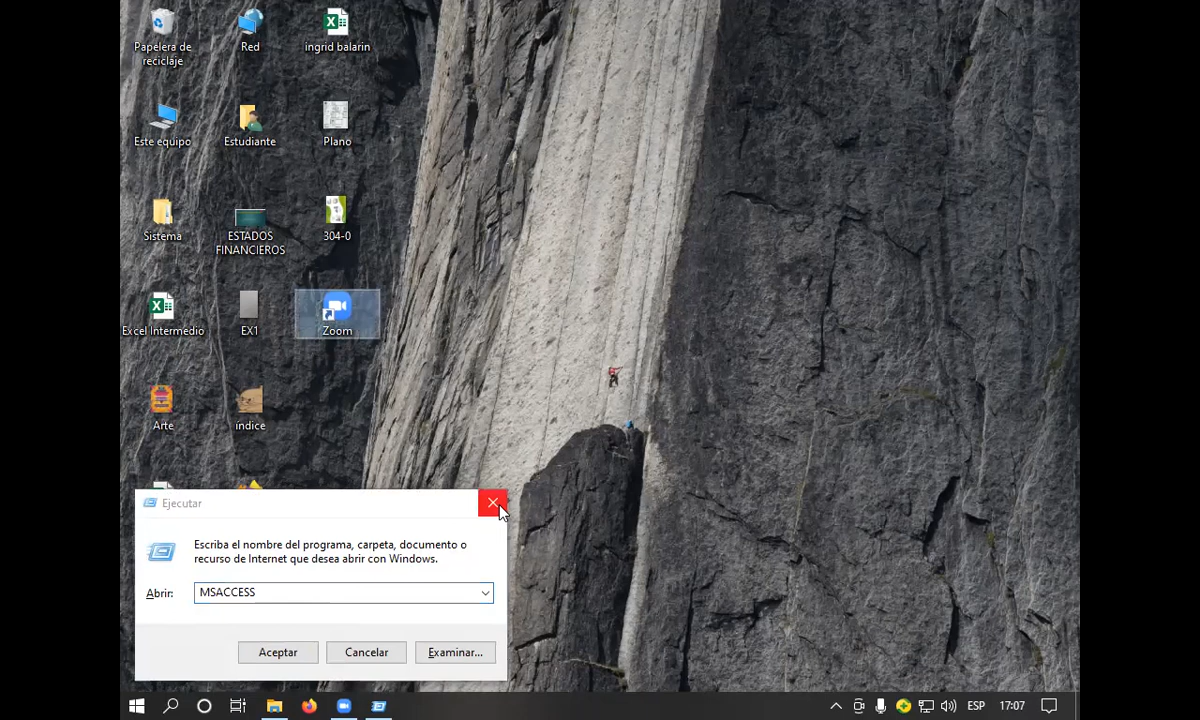 Papelera de
reciclaje
Red
ingrid balarin
Este equipo
Estudiante
Plano
Sistema
ESTADOS
FINANCIEROS
304-0
Excel Intermedio
EX1
Zoom
Arte
índice
Ejecutar
Escriba el nombre del programa, carpeta, documento o
recurso de Internet que desea abrir con Windows.
Abrir: MSACCESS
Aceptar Cancelar Examinar...
ESP 17:07